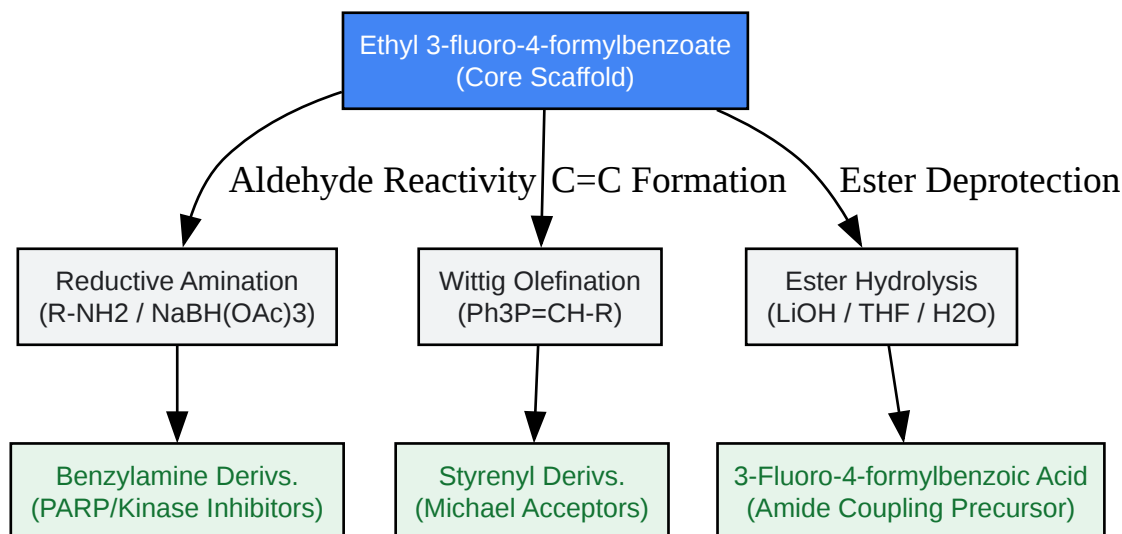 Ethyl 3-fluoro-4-formylbenzoate
(Core Scaffold)
Aldehyde Reactivity
C=C Formation
Ester Deprotection
Reductive Amination
(R-NH2 / NaBH(OAc)3)
Wittig Olefination
(Ph3P=CH-R)
Ester Hydrolysis
(LiOH / THF / H2O)
Benzylamine Derivs.
(PARP/Kinase Inhibitors)
Styrenyl Derivs.
(Michael Acceptors)
3-Fluoro-4-formylbenzoic Acid
(Amide Coupling Precursor)